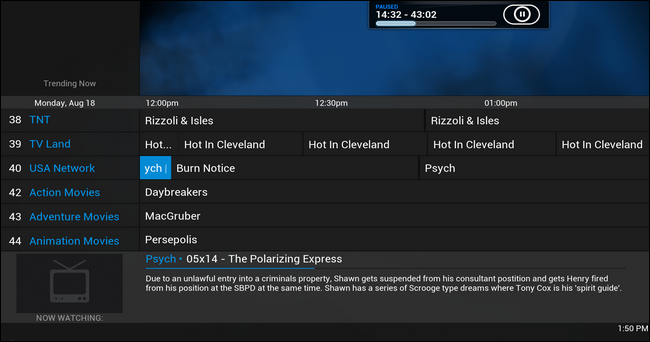 PAUSED
14:32 - 43:02
Trending Now
Monday, Aug 18 12:00pm 12:30pm 01:00pm
38 TNT Rizzoli & Isles Rizzoli & Isles
39 TV Land Hot... Hot In Cleveland Hot In Cleveland Hot In Cleveland Hot In Cleveland
40 USA Network ych | Burn Notice Psych
42 Action Movies Daybreakers
43 Adventure Movies MacGruber
44 Animation Movies Persepolis
Psych • 05x14 - The Polarizing Express
Due to an unlawful entry into a criminals property, Shawn gets suspended from his consultant postition and gets Henry fired
from his position at the SBPD at the same time. Shawn has a series of Scrooge type dreams where Tony Cox is his 'sprit guide'.
NOW WATCHING:
1:50 PM